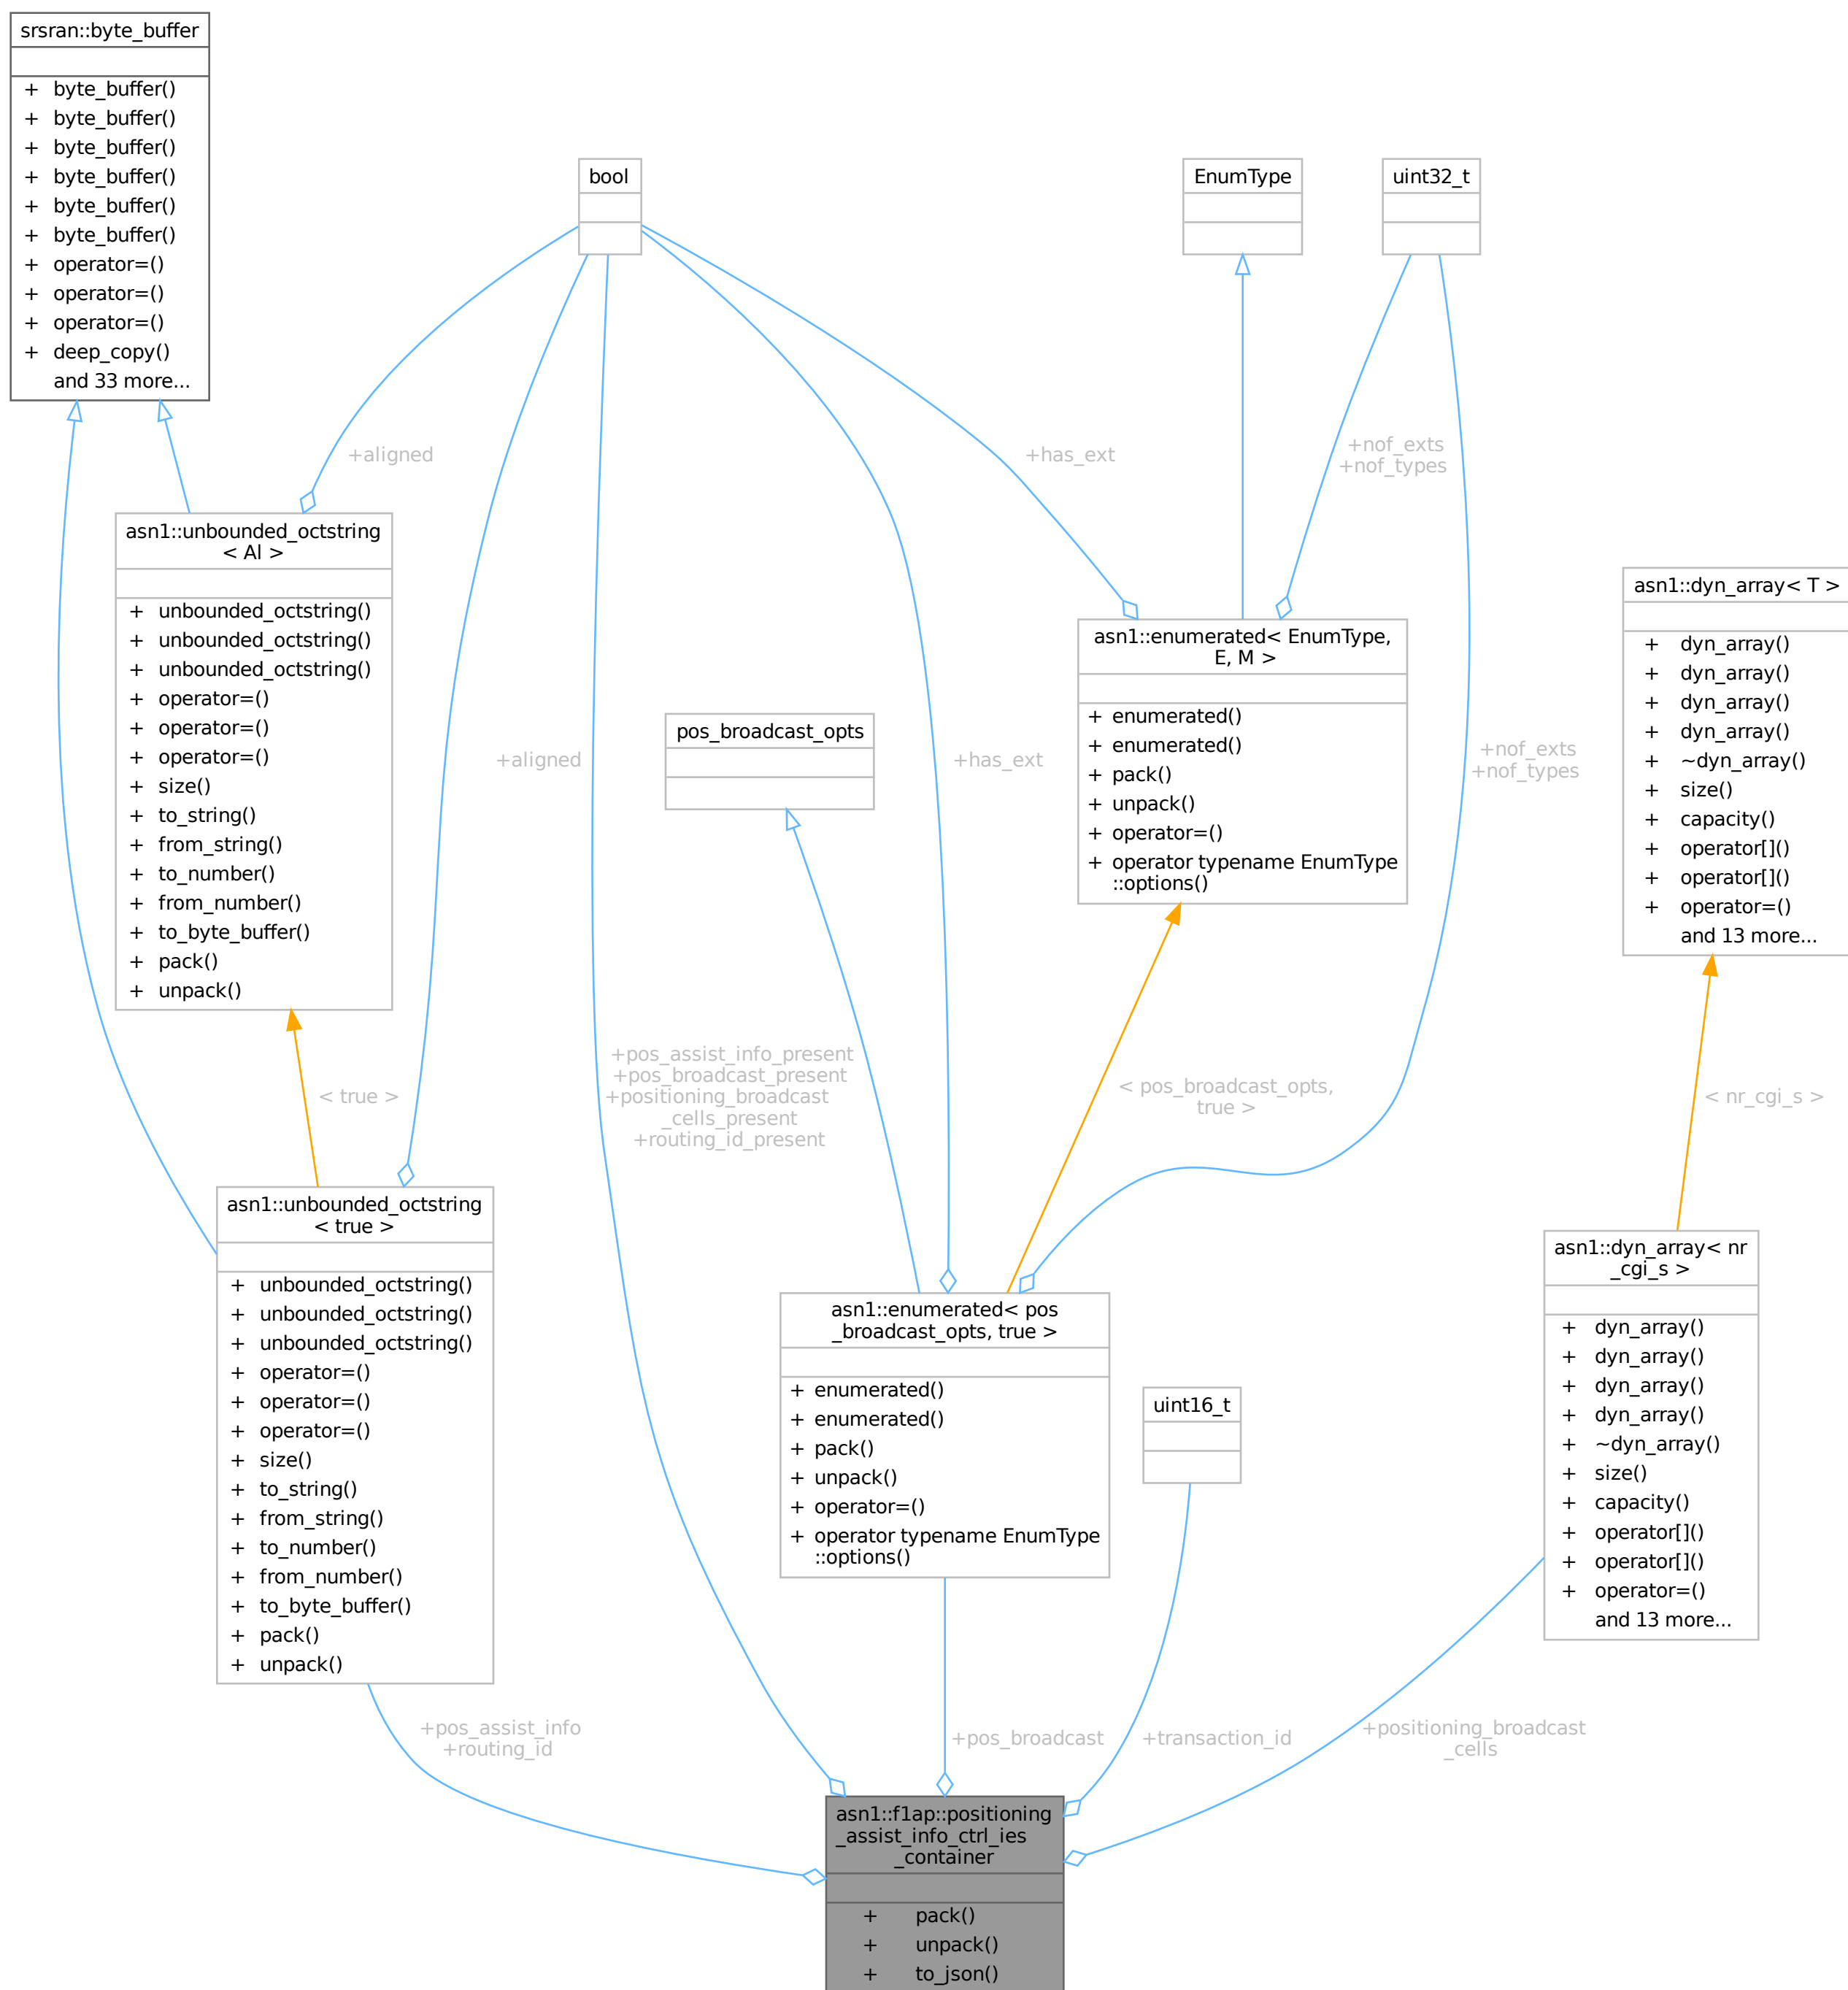 srsran::byte_buffer
+ byte_buffer()
+ byte_buffer()
+ byte_buffer()
+ byte_buffer()
+ byte_buffer()
+ byte_buffer()
+ operator=()
+ operator=()
+ operator=()
+ deep_copy()
and 33 more...
bool
EnumType
uint32_t
+aligned
+has_ext
+nof_exts
+nof_types
asn1::unbounded_octstring
< Al >
+ unbounded_octstring()
+ unbounded_octstring()
+ unbounded_octstring()
+ operator=()
+ operator=()
+ operator=()
+ size()
+ to_string()
+ from_string()
+ to_number()
+ from_number()
+ to_byte_buffer()
+ pack()
+ unpack()
+aligned
pos_broadcast_opts
+has_ext
asn1::enumerated< EnumType,
E, M >
+ enumerated()
+ enumerated()
+ pack()
+ unpack()
+ operator=()
+ operator typename EnumType
::options()
+nof_exts
+nof_types
asn1::dyn_array< T >
+ dyn_array()
+ dyn_array()
+ dyn_array()
+ dyn_array()
+ ~dyn_array()
+ size()
+ capacity()
+ operator[]()
+ operator[]()
+ operator=()
and 13 more...
< true >
+pos_assist_info_present
+pos_broadcast_present
+positioning_broadcast
_cells_present
+routing_id_present
< pos_broadcast_opts,
true >
< nr_cgi_s >
asn1::unbounded_octstring
< true >
+ unbounded_octstring()
+ unbounded_octstring()
+ unbounded_octstring()
+ operator=()
+ operator=()
+ operator=()
+ size()
+ to_string()
+ from_string()
+ to_number()
+ from_number()
+ to_byte_buffer()
+ pack()
+ unpack()
asn1::enumerated< pos
_broadcast_opts, true >
+ enumerated()
+ enumerated()
+ pack()
+ unpack()
+ operator=()
+ operator typename EnumType
::options()
uint16_t
asn1::dyn_array< nr
_cgi_s >
+ dyn_array()
+ dyn_array()
+ dyn_array()
+ dyn_array()
+ ~dyn_array()
+ size()
+ capacity()
+ operator[]()
+ operator[]()
+ operator=()
and 13 more...
+pos_assist_info
+routing_id
+pos_broadcast
+transaction_id
+positioning_broadcast
_cells
asn1::f1ap::positioning
_assist_info_ctrl_ies
_container
+ pack()
+ unpack()
+ to_json()